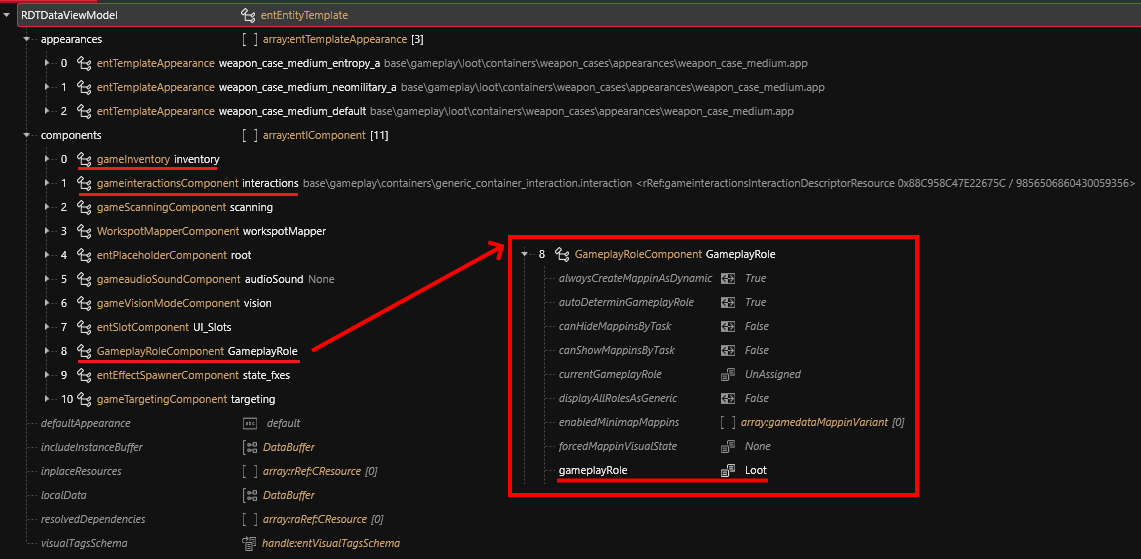 RDTDataViewModel entEntityTemplate
appearances [ ] array:entTemplateAppearance [3]
0 entTemplateAppearance weapon_case_medium_entropy_a base\gameplay\loot\containers\weapon_cases\appearances\weapon_case_medium.app
1 entTemplateAppearance weapon_case_medium_neomilitary_a base\gameplay\loot\containers\weapon_cases\appearances\weapon_case_medium.app
2 entTemplateAppearance weapon_case_medium_default base\gameplay\loot\containers\weapon_cases\appearances\weapon_case_medium.app
components [ ] array:entIComponent [11]
0 gameInventory inventory
1 gameinteractionsComponent interactions base\gameplay\containers\generic_container_interaction.interaction <rRef:gameinteractionsInteractionDescriptorResource 0x88C958C47E22675C / 9856506860430059356>
2 gameScanningComponent scanning
3 WorkspotMapperComponent workspotMapper
4 entPlaceholderComponent root
5 gameaudioSoundComponent audioSound None
6 gameVisionModeComponent vision
7 entSlotComponent UI_Slots
8 GameplayRoleComponent GameplayRole
9 entEffectSpawnerComponent state_fxes
10 gameTargetingComponent targeting
defaultAppearance abc default
includeInstanceBuffer DataBuffer
inplaceResources [ ] array:rRef:CResource [0]
localData DataBuffer
resolvedDependencies [ ] array:raRef:CResource [0]
visualTagsSchema handle:entVisualTagsSchema
8 GameplayRoleComponent GameplayRole
alwaysCreateMappinAsDynamic True
autoDeterminGameplayRole True
canHideMappinsByTask False
canShowMappinsByTask False
currentGameplayRole UnAssigned
displayAllRolesAsGeneric False
enabledMinimapMappins [ ] array:gamedataMappinVariant [0]
forcedMappinVisualState None
gameplayRole Loot